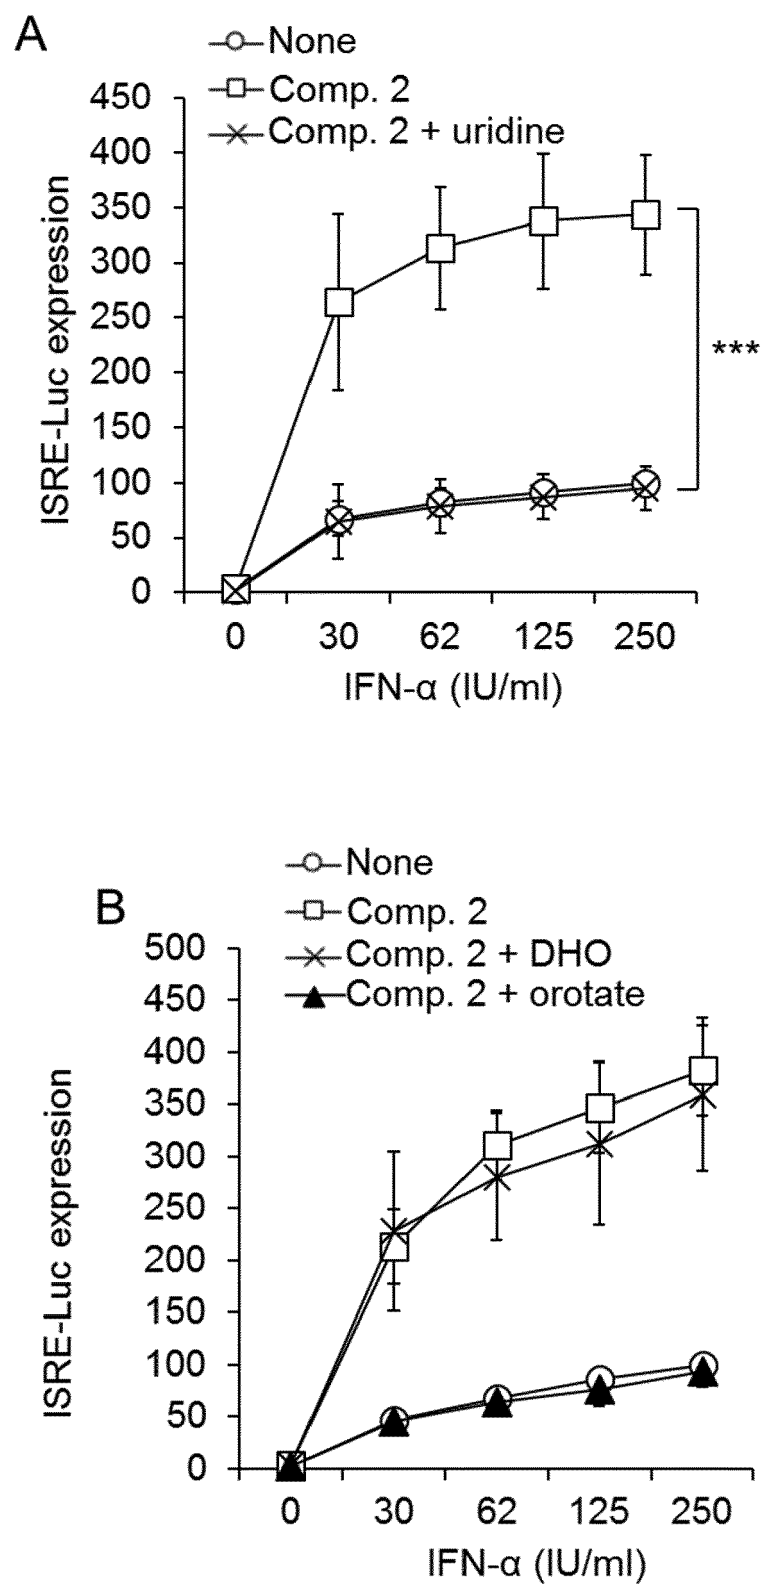 A
None
Comp. 2
Comp. 2 + uridine
450
400
350
300
250
200
150
100
50
0
ISRE-Luc expression
***
0 30 62 125 250
IFN-α (IU/ml)
B
None
Comp. 2
Comp. 2 + DHO
Comp. 2 + orotate
500
450
400
350
300
250
200
150
100
50
0
ISRE-Luc expression
0 30 62 125 250
IFN-α (IU/ml)